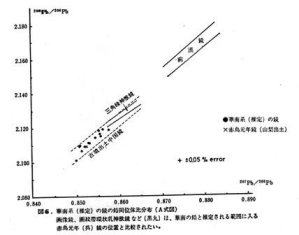 ²⁰⁸Pb/²⁰⁶Pb
2.180
2.160
2.140
2.120
2.100
2.080
前漢鏡
三角縁神獣鏡
古墳出土中国鏡
●華南系(推定)の鏡
×赤烏元年鏡(山梨出土)
+ ±0.05 % error
0.840
0.850
0.860
0.870
0.880
0.890
²⁰⁷Pb/²⁰⁶Pb
図6. 華南系(推定)の鏡の鉛同位体比分布(A式図)
画像鏡、画紋帯環状乳神獣鏡など(黒丸)は、華南の鉛と推定される範囲に入る
赤烏元年(呉)鏡の位置と比較されたい。